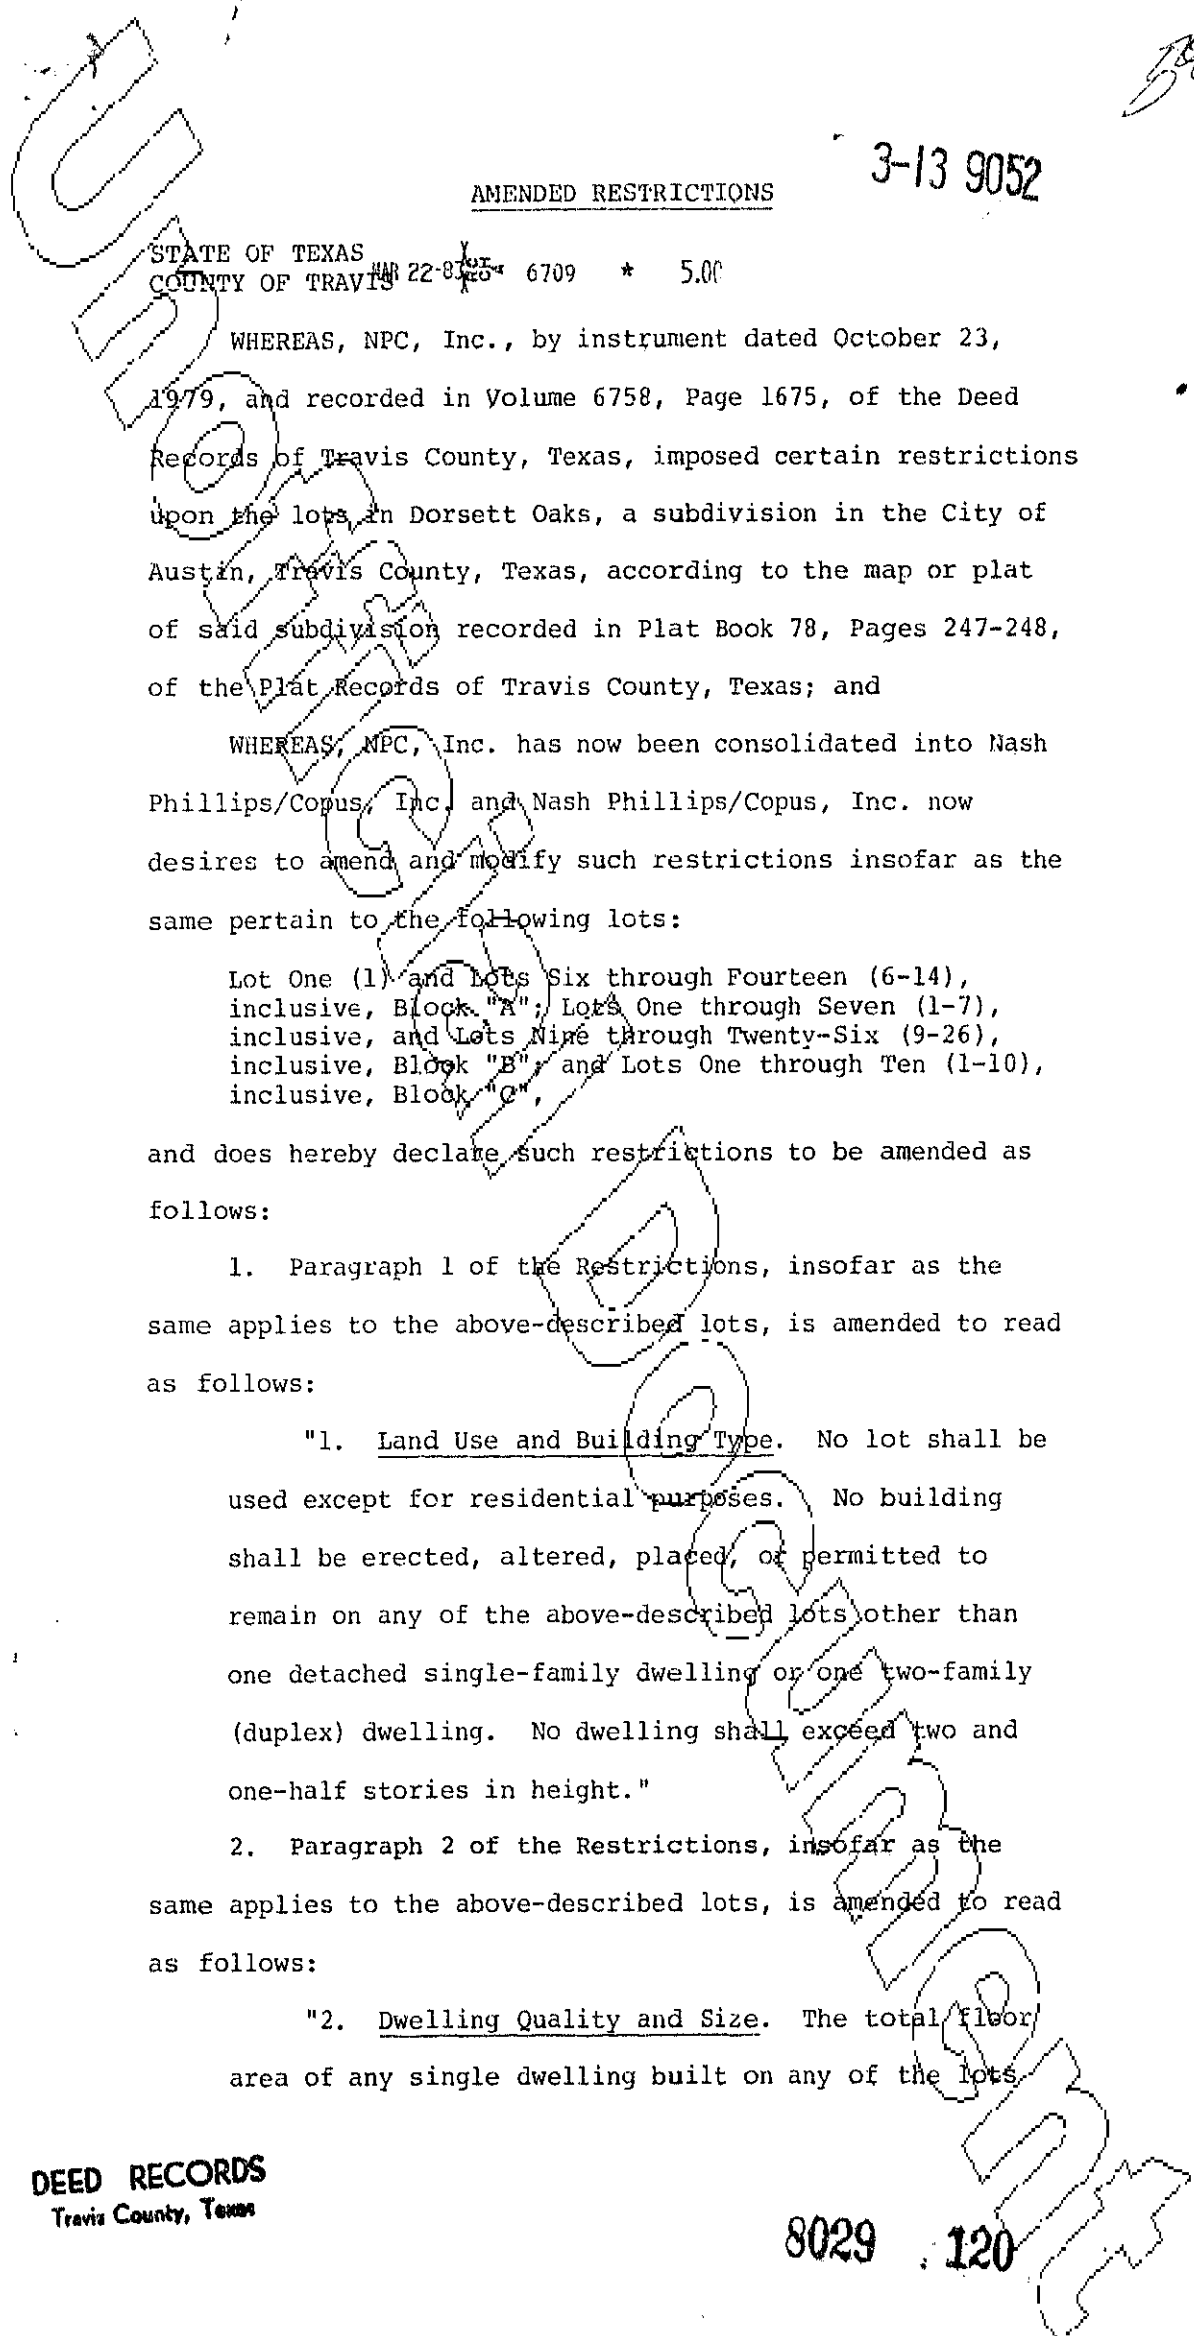 3-13 9052
AMENDED RESTRICTIONS
STATE OF TEXAS
COUNTY OF TRAVIS MAR 22-83 6709 * 5.00
WHEREAS, NPC, Inc., by instrument dated October 23,
1979, and recorded in Volume 6758, Page 1675, of the Deed
Records of Travis County, Texas, imposed certain restrictions
upon the lots in Dorsett Oaks, a subdivision in the City of
Austin, Travis County, Texas, according to the map or plat
of said subdivision recorded in Plat Book 78, Pages 247-248,
of the Plat Records of Travis County, Texas; and
WHEREAS, NPC, Inc. has now been consolidated into Nash
Phillips/Copus, Inc. and Nash Phillips/Copus, Inc. now
desires to amend and modify such restrictions insofar as the
same pertain to the following lots:
Lot One (1) and Lots Six through Fourteen (6-14),
inclusive, Block "A"; Lots One through Seven (1-7),
inclusive, and Lots Nine through Twenty-Six (9-26),
inclusive, Block "B"; and Lots One through Ten (1-10),
inclusive, Block "C",
and does hereby declare such restrictions to be amended as
follows:
1. Paragraph 1 of the Restrictions, insofar as the
same applies to the above-described lots, is amended to read
as follows:
"1. Land Use and Building Type. No lot shall be
used except for residential purposes. No building
shall be erected, altered, placed, or permitted to
remain on any of the above-described lots other than
one detached single-family dwelling or one two-family
(duplex) dwelling. No dwelling shall exceed two and
one-half stories in height."
2. Paragraph 2 of the Restrictions, insofar as the
same applies to the above-described lots, is amended to read
as follows:
"2. Dwelling Quality and Size. The total floor
area of any single dwelling built on any of the lots
DEED RECORDS
Travis County, Texas
8029 120
Unofficial Document